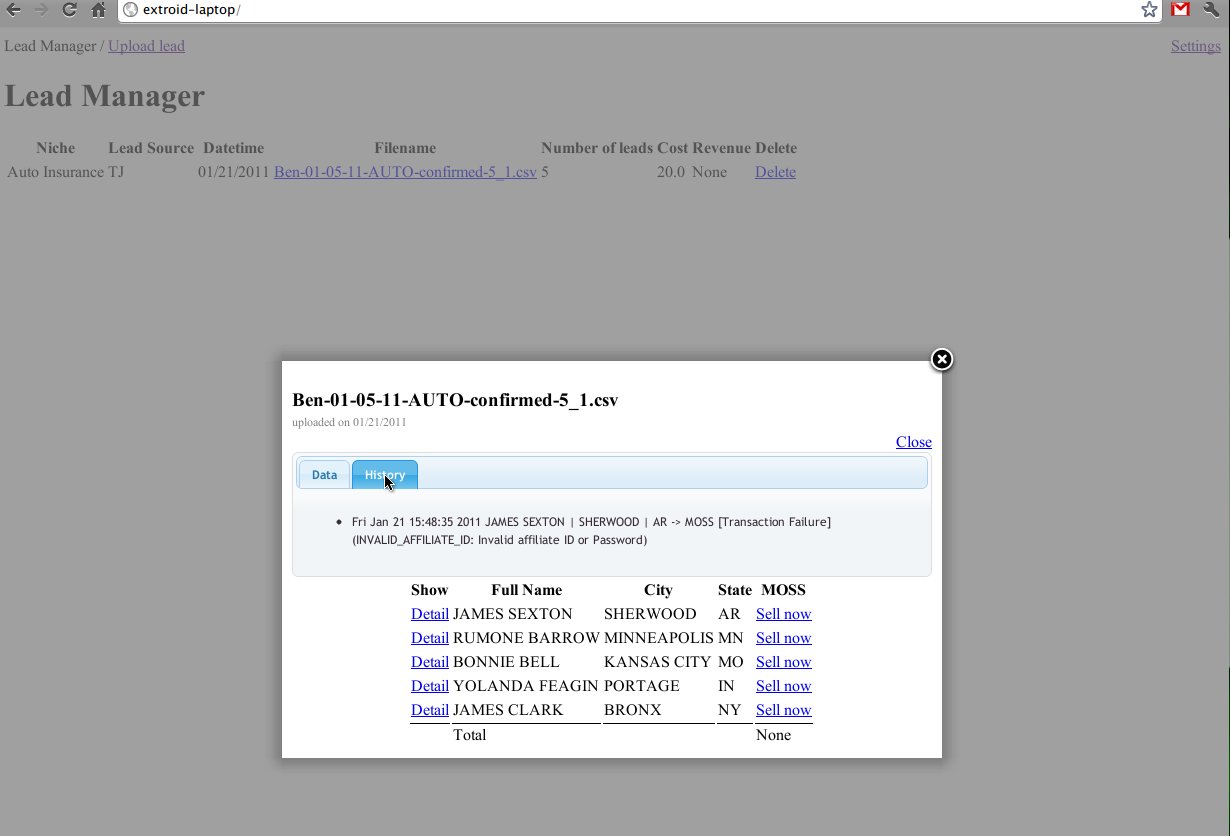 extroid-laptop/
Lead Manager / Upload lead Settings
Lead Manager
Niche Lead Source Datetime Filename Number of leads Cost Revenue Delete
Auto Insurance TJ 01/21/2011 Ben-01-05-11-AUTO-confirmed-5_1.csv 5 20.0 None Delete
Ben-01-05-11-AUTO-confirmed-5_1.csv
uploaded on 01/21/2011
Close
Data History
• Fri Jan 21 15:48:35 2011 JAMES SEXTON | SHERWOOD | AR -> MOSS [Transaction Failure]
(INVALID_AFFILIATE_ID: Invalid affiliate ID or Password)
Show Full Name City State MOSS
Detail JAMES SEXTON SHERWOOD AR Sell now
Detail RUMONE BARROW MINNEAPOLIS MN Sell now
Detail BONNIE BELL KANSAS CITY MO Sell now
Detail YOLANDA FEAGIN PORTAGE IN Sell now
Detail JAMES CLARK BRONX NY Sell now
Total None